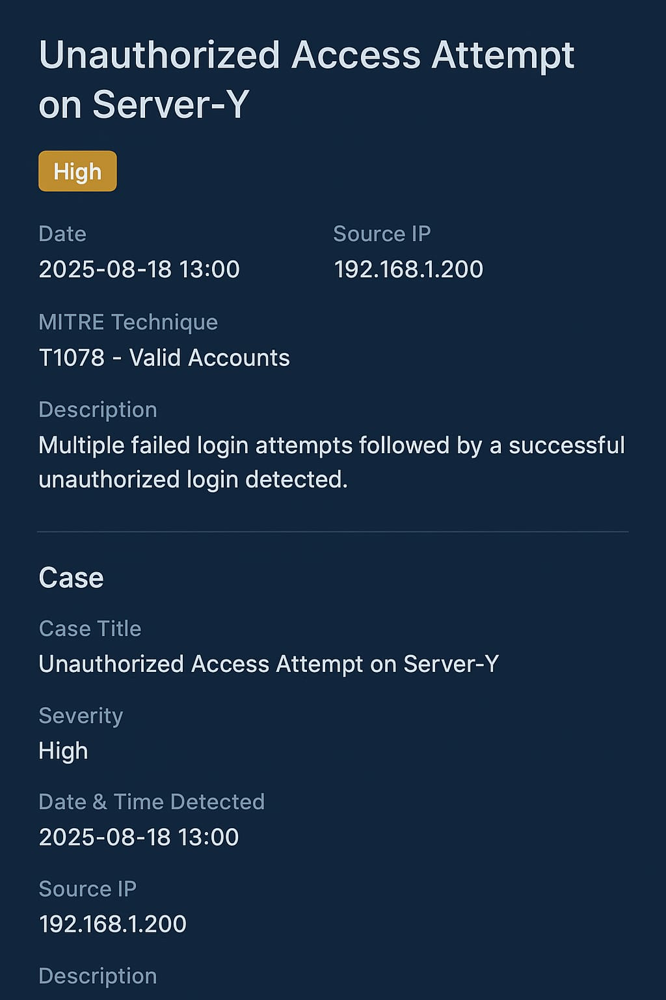 Unauthorized Access Attempt
on Server-Y
High
Date
Source IP
2025-08-18 13:00
192.168.1.200
MITRE Technique
T1078 - Valid Accounts
Description
Multiple failed login attempts followed by a successful
unauthorized login detected.
Case
Case Title
Unauthorized Access Attempt on Server-Y
Severity
High
Date & Time Detected
2025-08-18 13:00
Source IP
192.168.1.200
Description